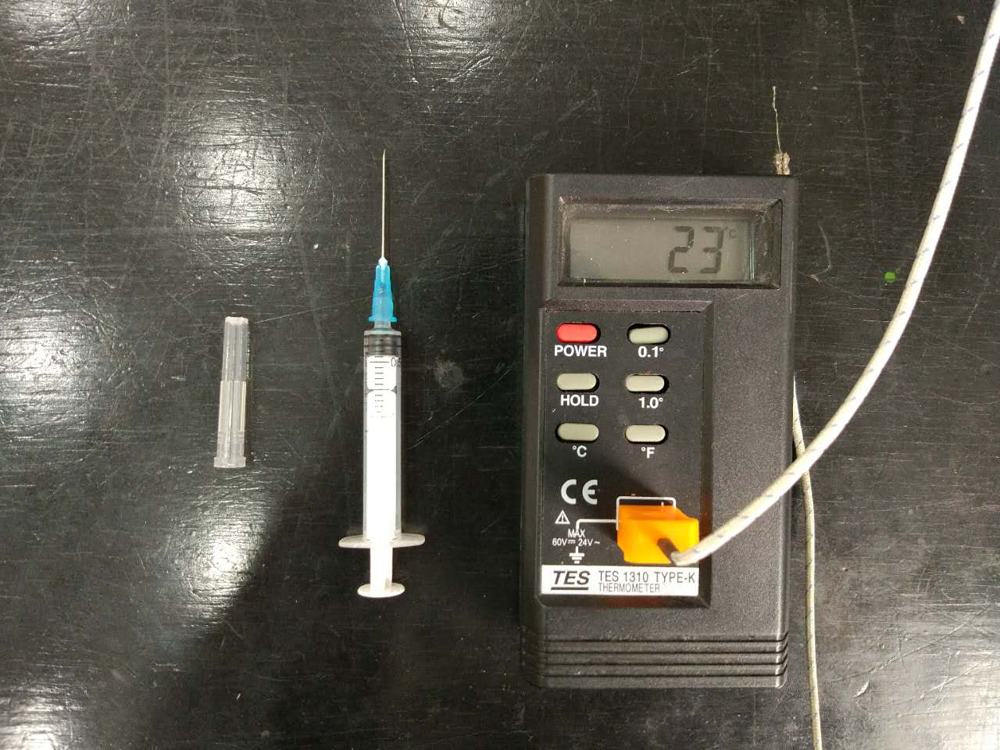 23 °C
POWER 0.1°
HOLD 1.0°
°C °F
CE
MAX
60V⎓ 24V~
TES TES 1310 TYPE-K
THERMOMETER